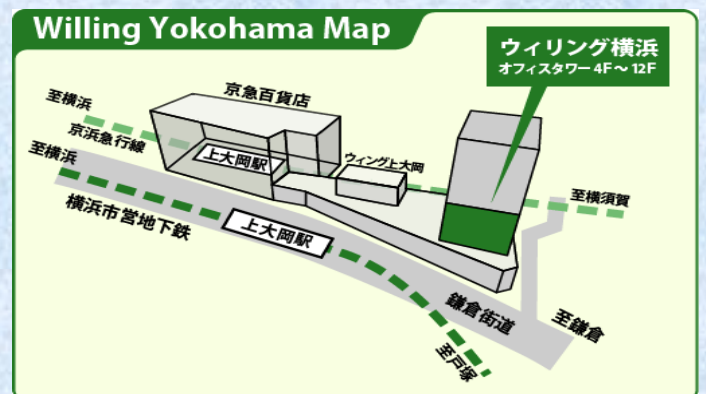 Willing Yokohama Map
ウィリング横浜
オフィスタワー 4F〜12F
京急百貨店
至横浜
京浜急行線
上大岡駅
ウィング上大岡
至横浜
至横須賀
横浜市営地下鉄
上大岡駅
鎌倉街道
至鎌倉
至戸塚